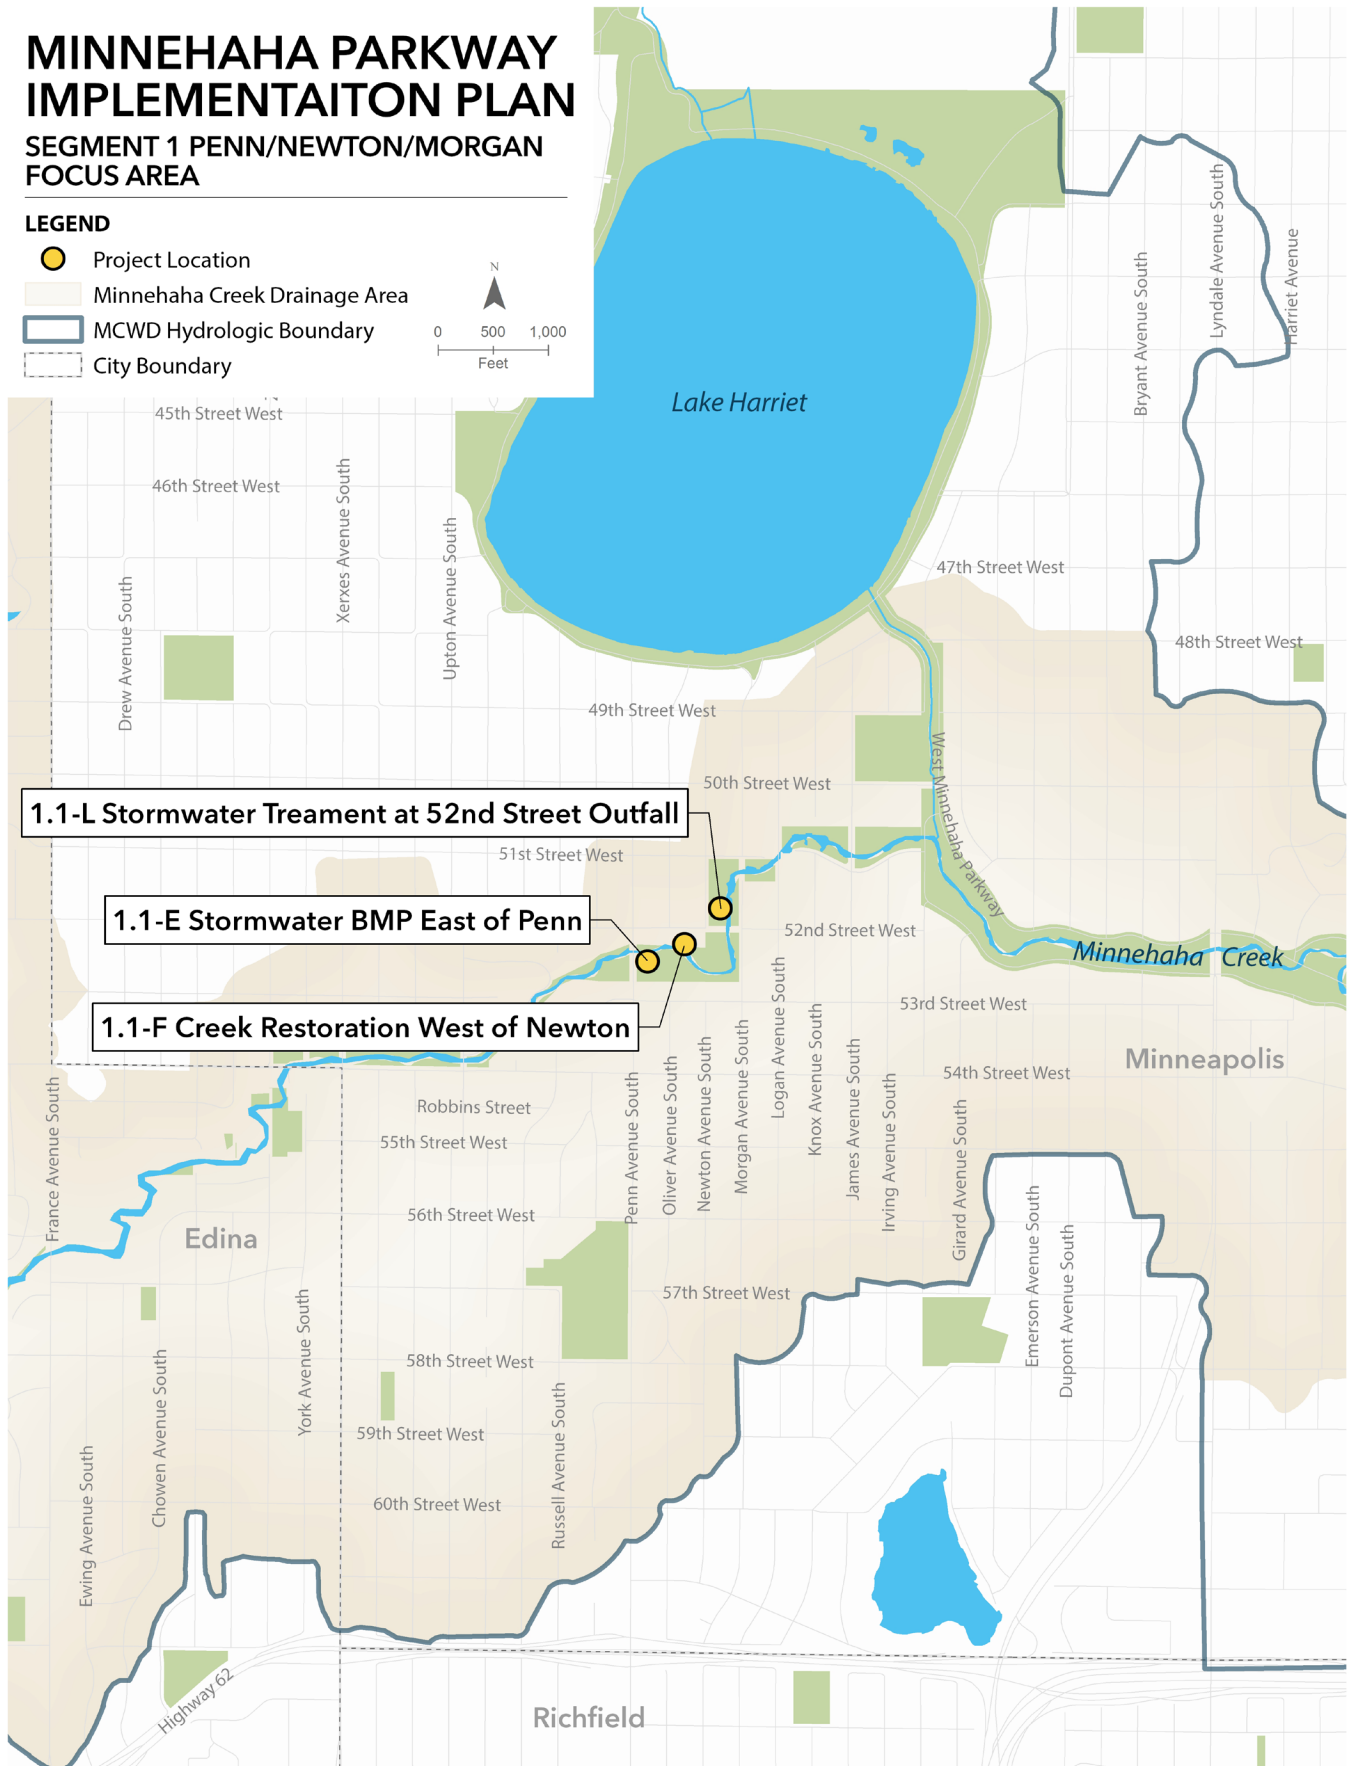 MINNEHAHA PARKWAY
IMPLEMENTAITON PLAN
SEGMENT 1 PENN/NEWTON/MORGAN
FOCUS AREA
LEGEND
Project Location
Minnehaha Creek Drainage Area
MCWD Hydrologic Boundary
City Boundary
N
0 500 1,000
Feet
Lyndale Avenue South
Harriet Avenue
Bryant Avenue South
Lake Harriet
45th Street West
46th Street West
Xerxes Avenue South
Upton Avenue South
Drew Avenue South
47th Street West
48th Street West
49th Street West
50th Street West
West Minnehaha Parkway
1.1-L Stormwater Treament at 52nd Street Outfall
51st Street West
1.1-E Stormwater BMP East of Penn
52nd Street West
Minnehaha Creek
1.1-F Creek Restoration West of Newton
53rd Street West
Minneapolis
54th Street West
France Avenue South
Robbins Street
55th Street West
Penn Avenue South
Oliver Avenue South
Newton Avenue South
Morgan Avenue South
Logan Avenue South
Knox Avenue South
James Avenue South
Irving Avenue South
Girard Avenue South
Emerson Avenue South
Dupont Avenue South
56th Street West
Edina
57th Street West
York Avenue South
58th Street West
Chowen Avenue South
Russell Avenue South
59th Street West
Ewing Avenue South
60th Street West
Highway 62
Richfield